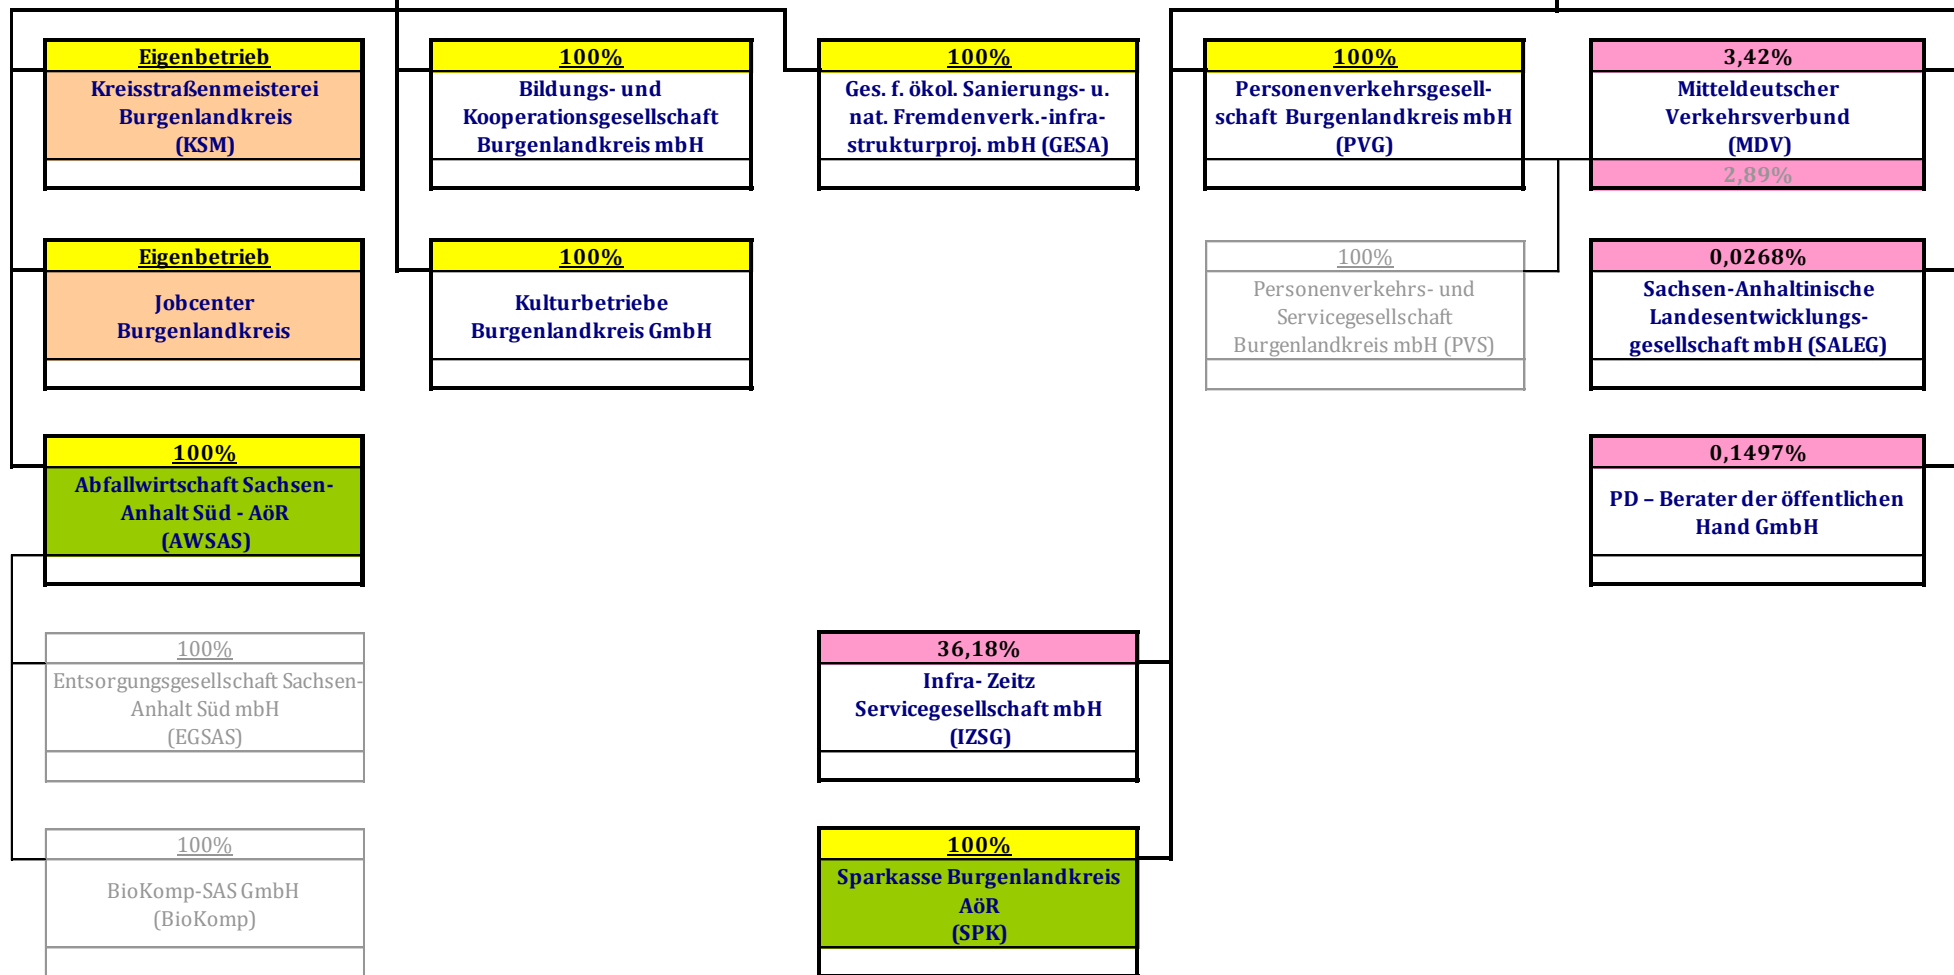 Eigenbetrieb
Kreisstraßenmeisterei
Burgenlandkreis
(KSM)
100%
Bildungs- und
Kooperationsgesellschaft
Burgenlandkreis mbH
100%
Ges. f. ökol. Sanierungs- u.
nat. Fremdenverk.-infra-
strukturproj. mbH (GESA)
100%
Personenverkehrsgesell-
schaft Burgenlandkreis mbH
(PVG)
3,42%
Mitteldeutscher
Verkehrsverbund
(MDV)
2,89%
Eigenbetrieb
Jobcenter
Burgenlandkreis
100%
Kulturbetriebe
Burgenlandkreis GmbH
100%
Personenverkehrs- und
Servicegesellschaft
Burgenlandkreis mbH (PVS)
0,0268%
Sachsen-Anhaltinische
Landesentwicklungs-
gesellschaft mbH (SALEG)
100%
Abfallwirtschaft Sachsen-
Anhalt Süd - AöR
(AWSAS)
0,1497%
PD – Berater der öffentlichen
Hand GmbH
100%
Entsorgungsgesellschaft Sachsen-
Anhalt Süd mbH
(EGSAS)
36,18%
Infra- Zeitz
Servicegesellschaft mbH
(IZSG)
100%
BioKomp-SAS GmbH
(BioKomp)
100%
Sparkasse Burgenlandkreis
AöR
(SPK)